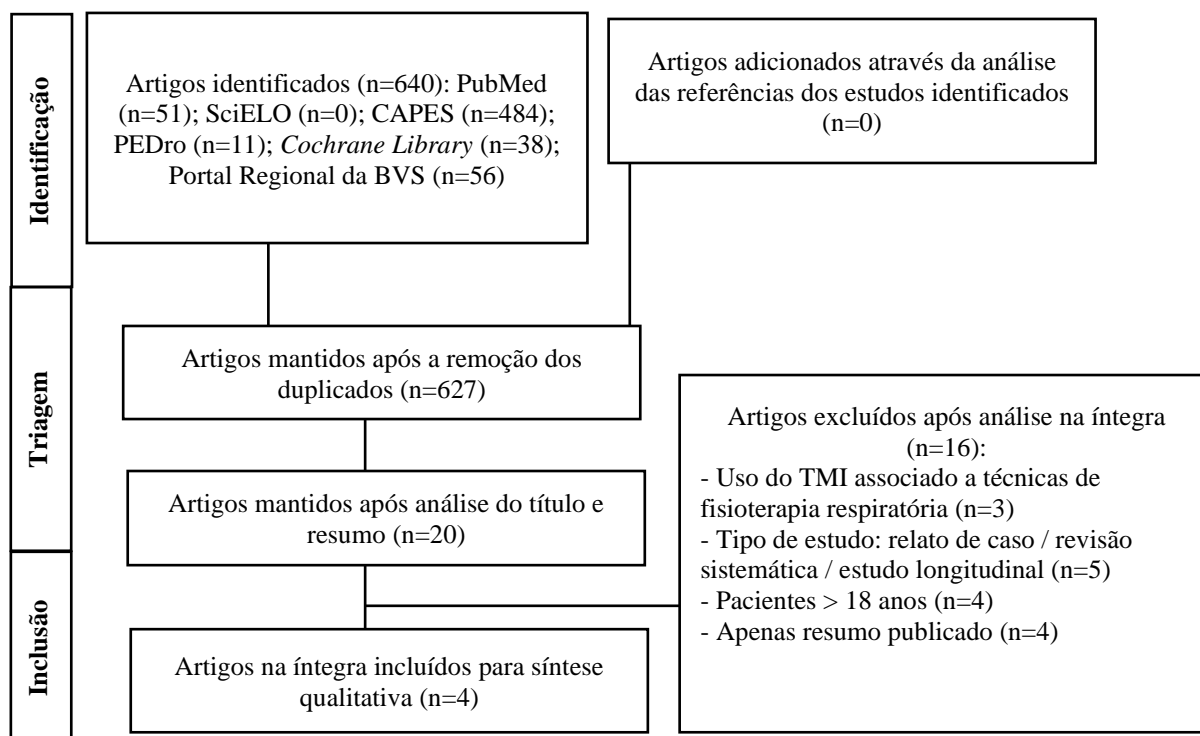 Identificação
Artigos identificados (n=640): PubMed
(n=51); SciELO (n=0); CAPES (n=484);
PEDro (n=11); Cochrane Library (n=38);
Portal Regional da BVS (n=56)
Artigos adicionados através da análise
das referências dos estudos identificados
(n=0)
Triagem
Artigos mantidos após a remoção dos
duplicados (n=627)
Artigos mantidos após análise do título e
resumo (n=20)
Artigos excluídos após análise na íntegra
(n=16):
- Uso do TMI associado a técnicas de
fisioterapia respiratória (n=3)
- Tipo de estudo: relato de caso / revisão
sistemática / estudo longitudinal (n=5)
- Pacientes > 18 anos (n=4)
- Apenas resumo publicado (n=4)
Inclusão
Artigos na íntegra incluídos para síntese
qualitativa (n=4)